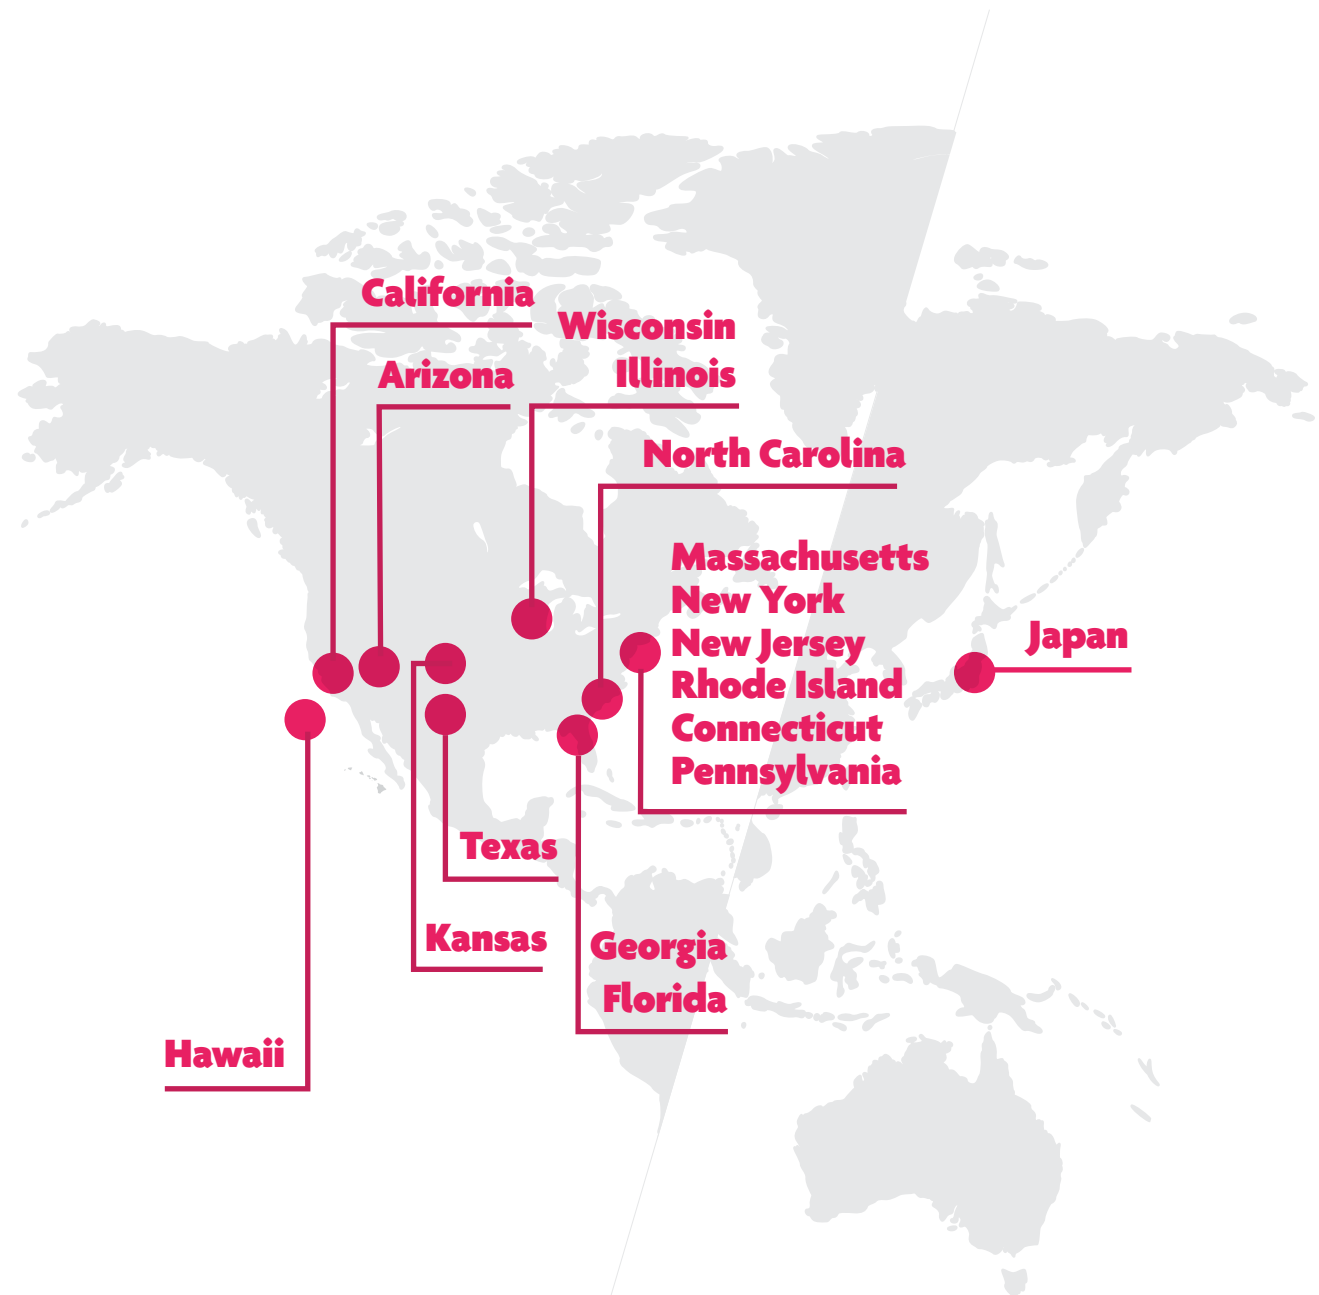 California
Wisconsin
Illinois
Arizona
North Carolina
Massachusetts
New York
New Jersey
Rhode Island
Connecticut
Pennsylvania
Japan
Texas
Kansas
Georgia
Florida
Hawaii